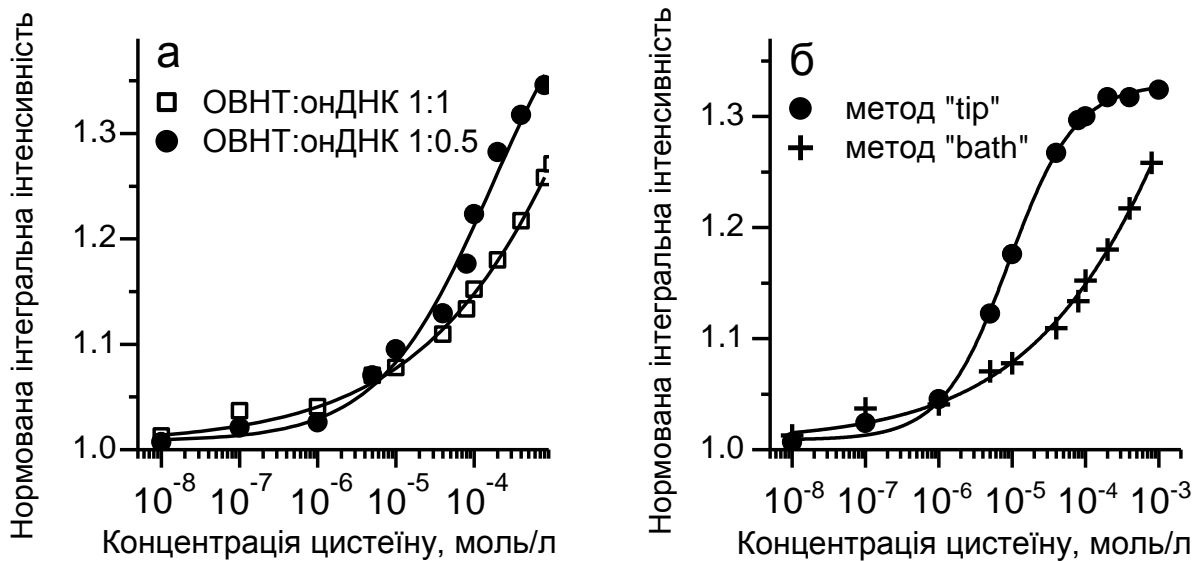 Нормована інтегральна інтенсивність
а
ОВНТ:онДНК 1:1
ОВНТ:онДНК 1:0.5
1.3
1.2
1.1
1.0
10-8 10-7 10-6 10-5 10-4
Концентрація цистеїну, моль/л
Нормована інтегральна інтенсивність
б
метод "tip"
метод "bath"
1.3
1.2
1.1
1.0
10-8 10-7 10-6 10-5 10-4 10-3
Концентрація цистеїну, моль/л